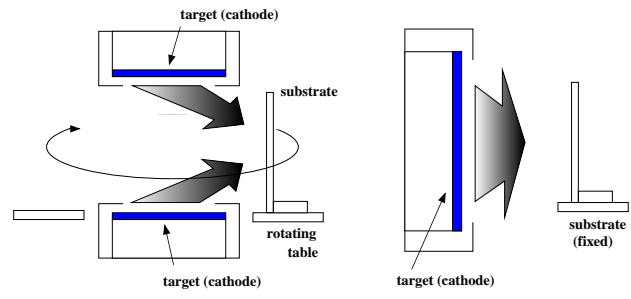 target (cathode)
substrate
rotating
table
target (cathode)
target (cathode)
substrate
(fixed)